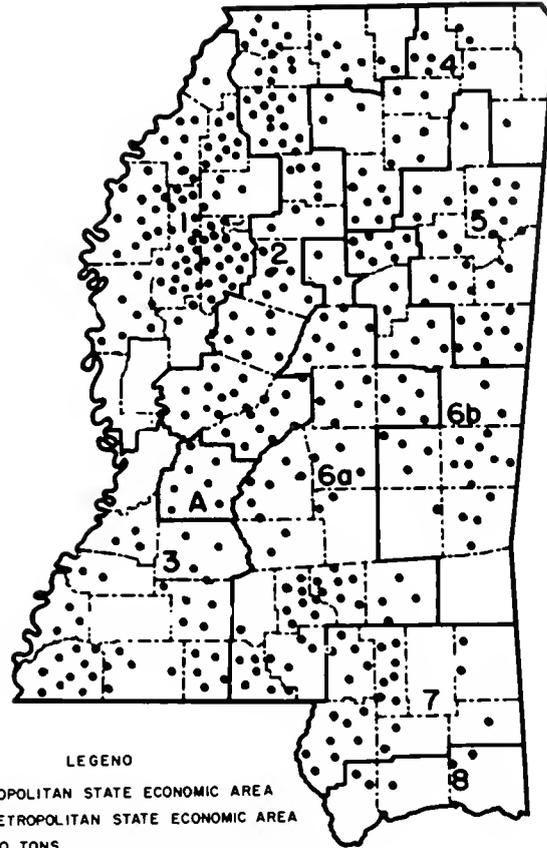 4
1
5
2
6b
6a
A
3
7
8
LEGENO
OPOLITAN STATE ECONOMIC AREA
ETROPOLITAN STATE ECONOMIC AREA
O TONS